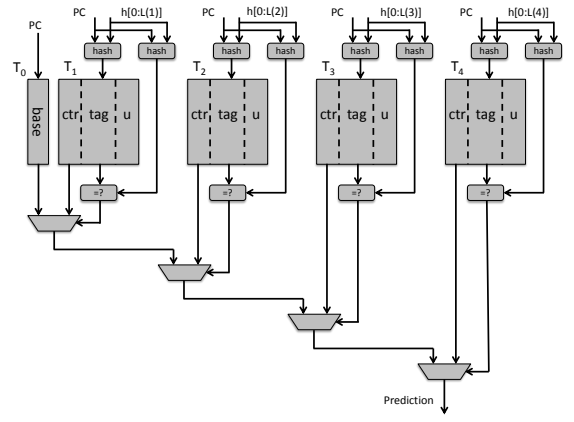 PC
PC h[0:L(1)]
PC h[0:L(2)]
PC h[0:L(3)]
PC h[0:L(4)]
hash hash
hash hash
hash hash
hash hash
T0
T1
T2
T3
T4
base
ctr tag u
ctr tag u
ctr tag u
ctr tag u
=?
=?
=?
=?
Prediction